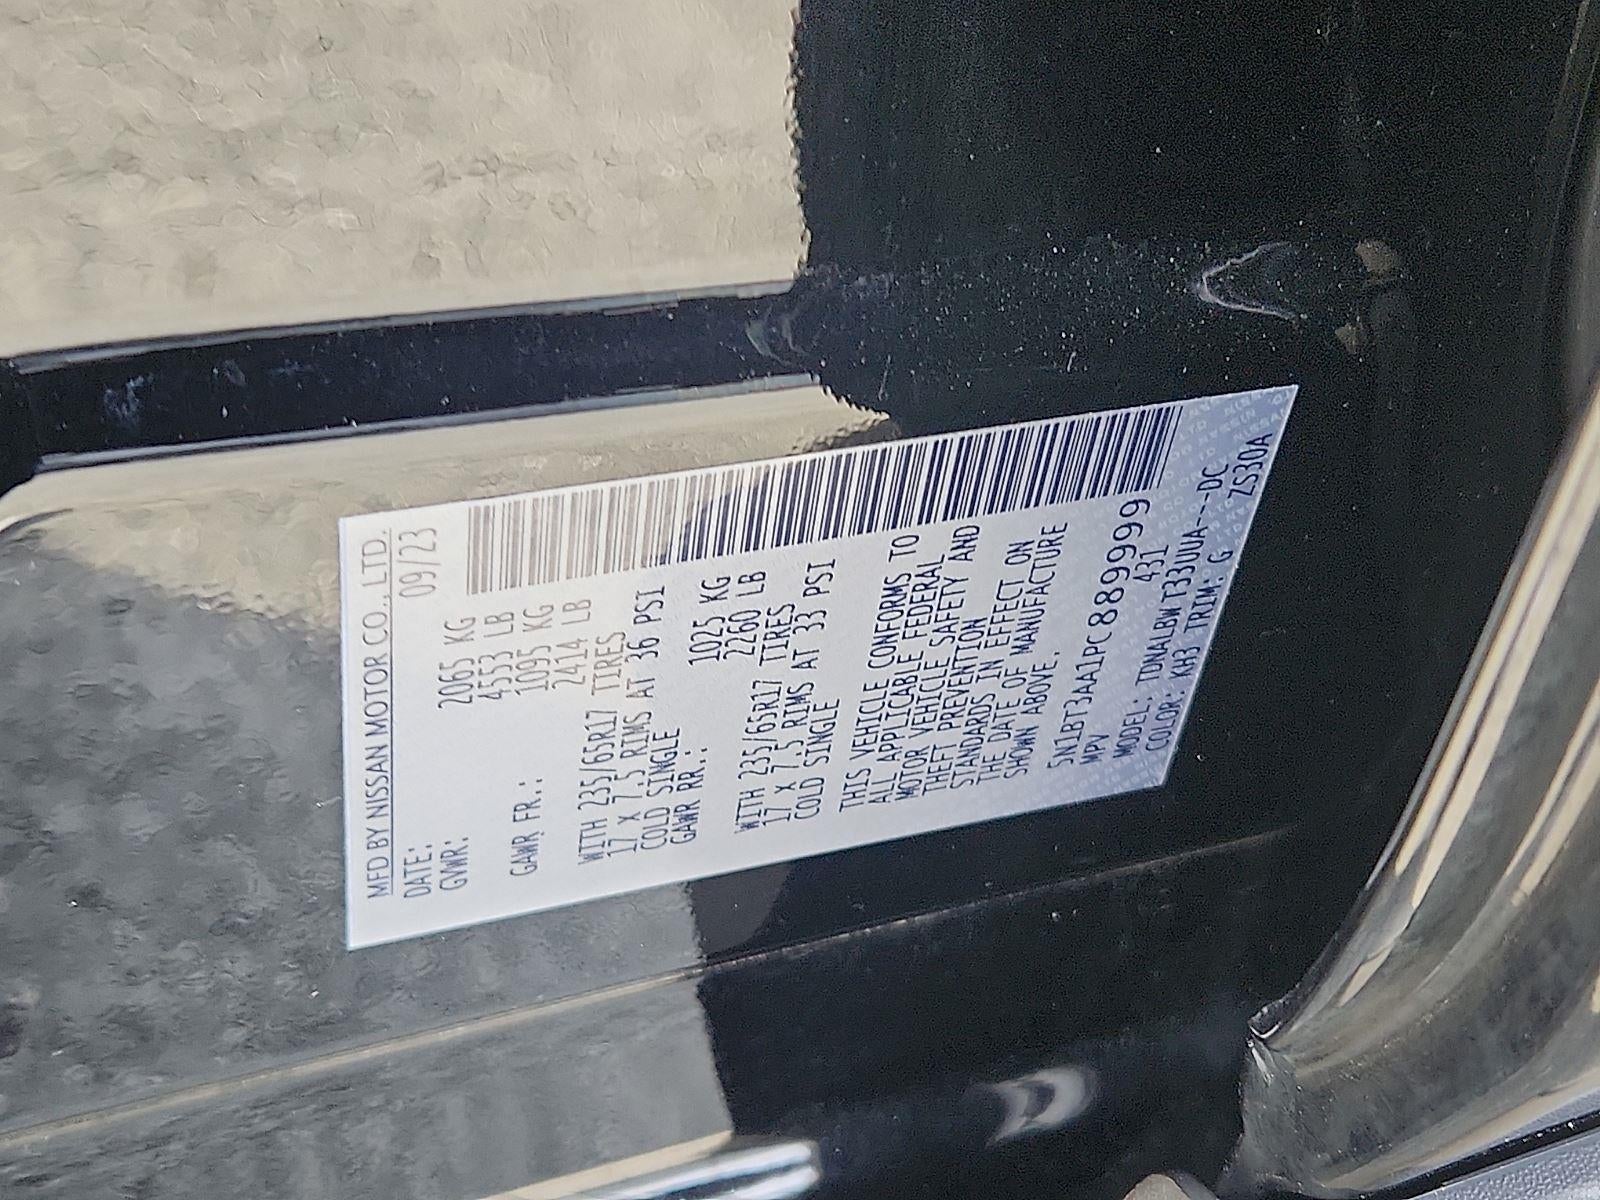 MFD BY NISSAN MOTOR CO., LTD.
DATE: 09/23
GVWR: 2065 KG
4553 LB
GAWR FR.: 1095 KG
2414 LB
WITH 235/65R17 TIRES
17 X 7.5 RIMS AT 36 PSI
COLD SINGLE
GAWR RR.: 1025 KG
2260 LB
WITH 235/65R17 TIRES
17 X 7.5 RIMS AT 33 PSI
COLD SINGLE
THIS VEHICLE CONFORMS TO
ALL APPLICABLE FEDERAL
MOTOR VEHICLE SAFETY AND
THEFT PREVENTION
STANDARDS IN EFFECT ON
THE DATE OF MANUFACTURE
SHOWN ABOVE.
5N1BT3AA1PC889999
MPV 431
MODEL: TDNALBW T33UUA---DC
COLOR: KH3 TRIM: G ZS30A